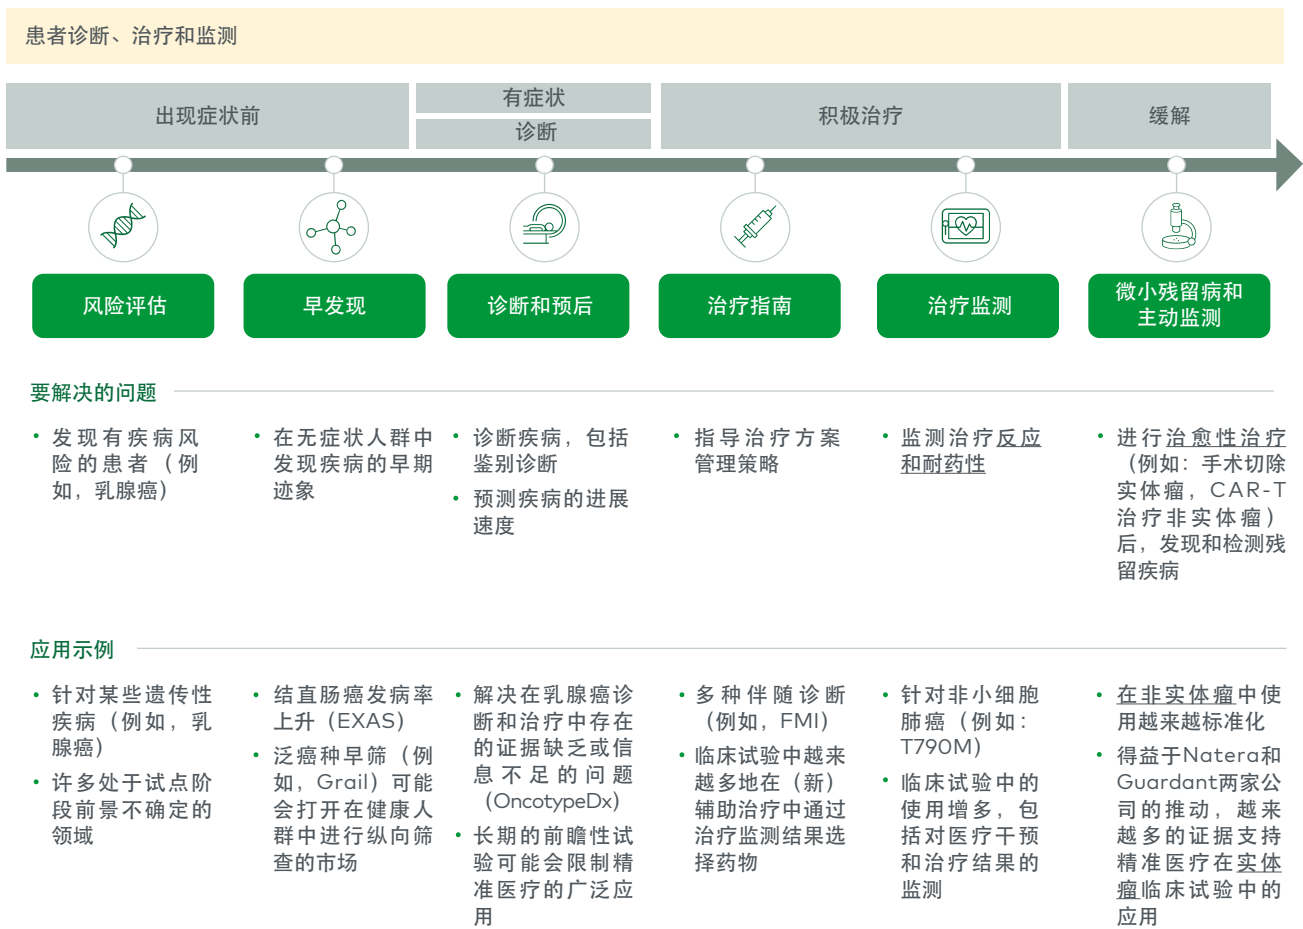 患者诊断、治疗和监测
出现症状前
有症状
诊断
积极治疗
缓解
风险评估
早发现
诊断和预后
治疗指南
治疗监测
微小残留病和
主动监测
要解决的问题
• 发现有疾病风
险的患者（例
如，乳腺癌）
• 在无症状人群中
发现疾病的早期
迹象
• 诊断疾病，包括
鉴别诊断
• 预测疾病的进展
速度
• 指导治疗方案
管理策略
• 监测治疗反应
和耐药性
• 进行治愈性治疗
（例如：手术切除
实体瘤，CAR-T
治疗非实体瘤）
后，发现和检测残
留疾病
应用示例
• 针对某些遗传性
疾病（例如，乳
腺癌）
• 许多处于试点阶
段前景不确定的
领域
• 结直肠癌发病率
上升（EXAS）
• 泛癌种早筛（例
如，Grail）可能
会打开在健康人
群中进行纵向筛
查的市场
• 解决在乳腺癌诊
断和治疗中存在
的证据缺乏或信
息不足的问题
（OncotypeDx）
• 长期的前瞻性试
验可能会限制精
准医疗的广泛应
用
• 多种伴随诊断
（例如，FMI）
• 临床试验中越来
越多地在（新）
辅助治疗中通过
治疗监测结果选
择药物
• 针对非小细胞
肺癌（例如：
T790M）
• 临床试验中的
使用增多，包
括对医疗干预
和治疗结果的
监测
• 在非实体瘤中使
用越来越标准化
• 得益于Natera和
Guardant两家公
司的推动，越来
越多的证据支持
精准医疗在实体
瘤临床试验中的
应用